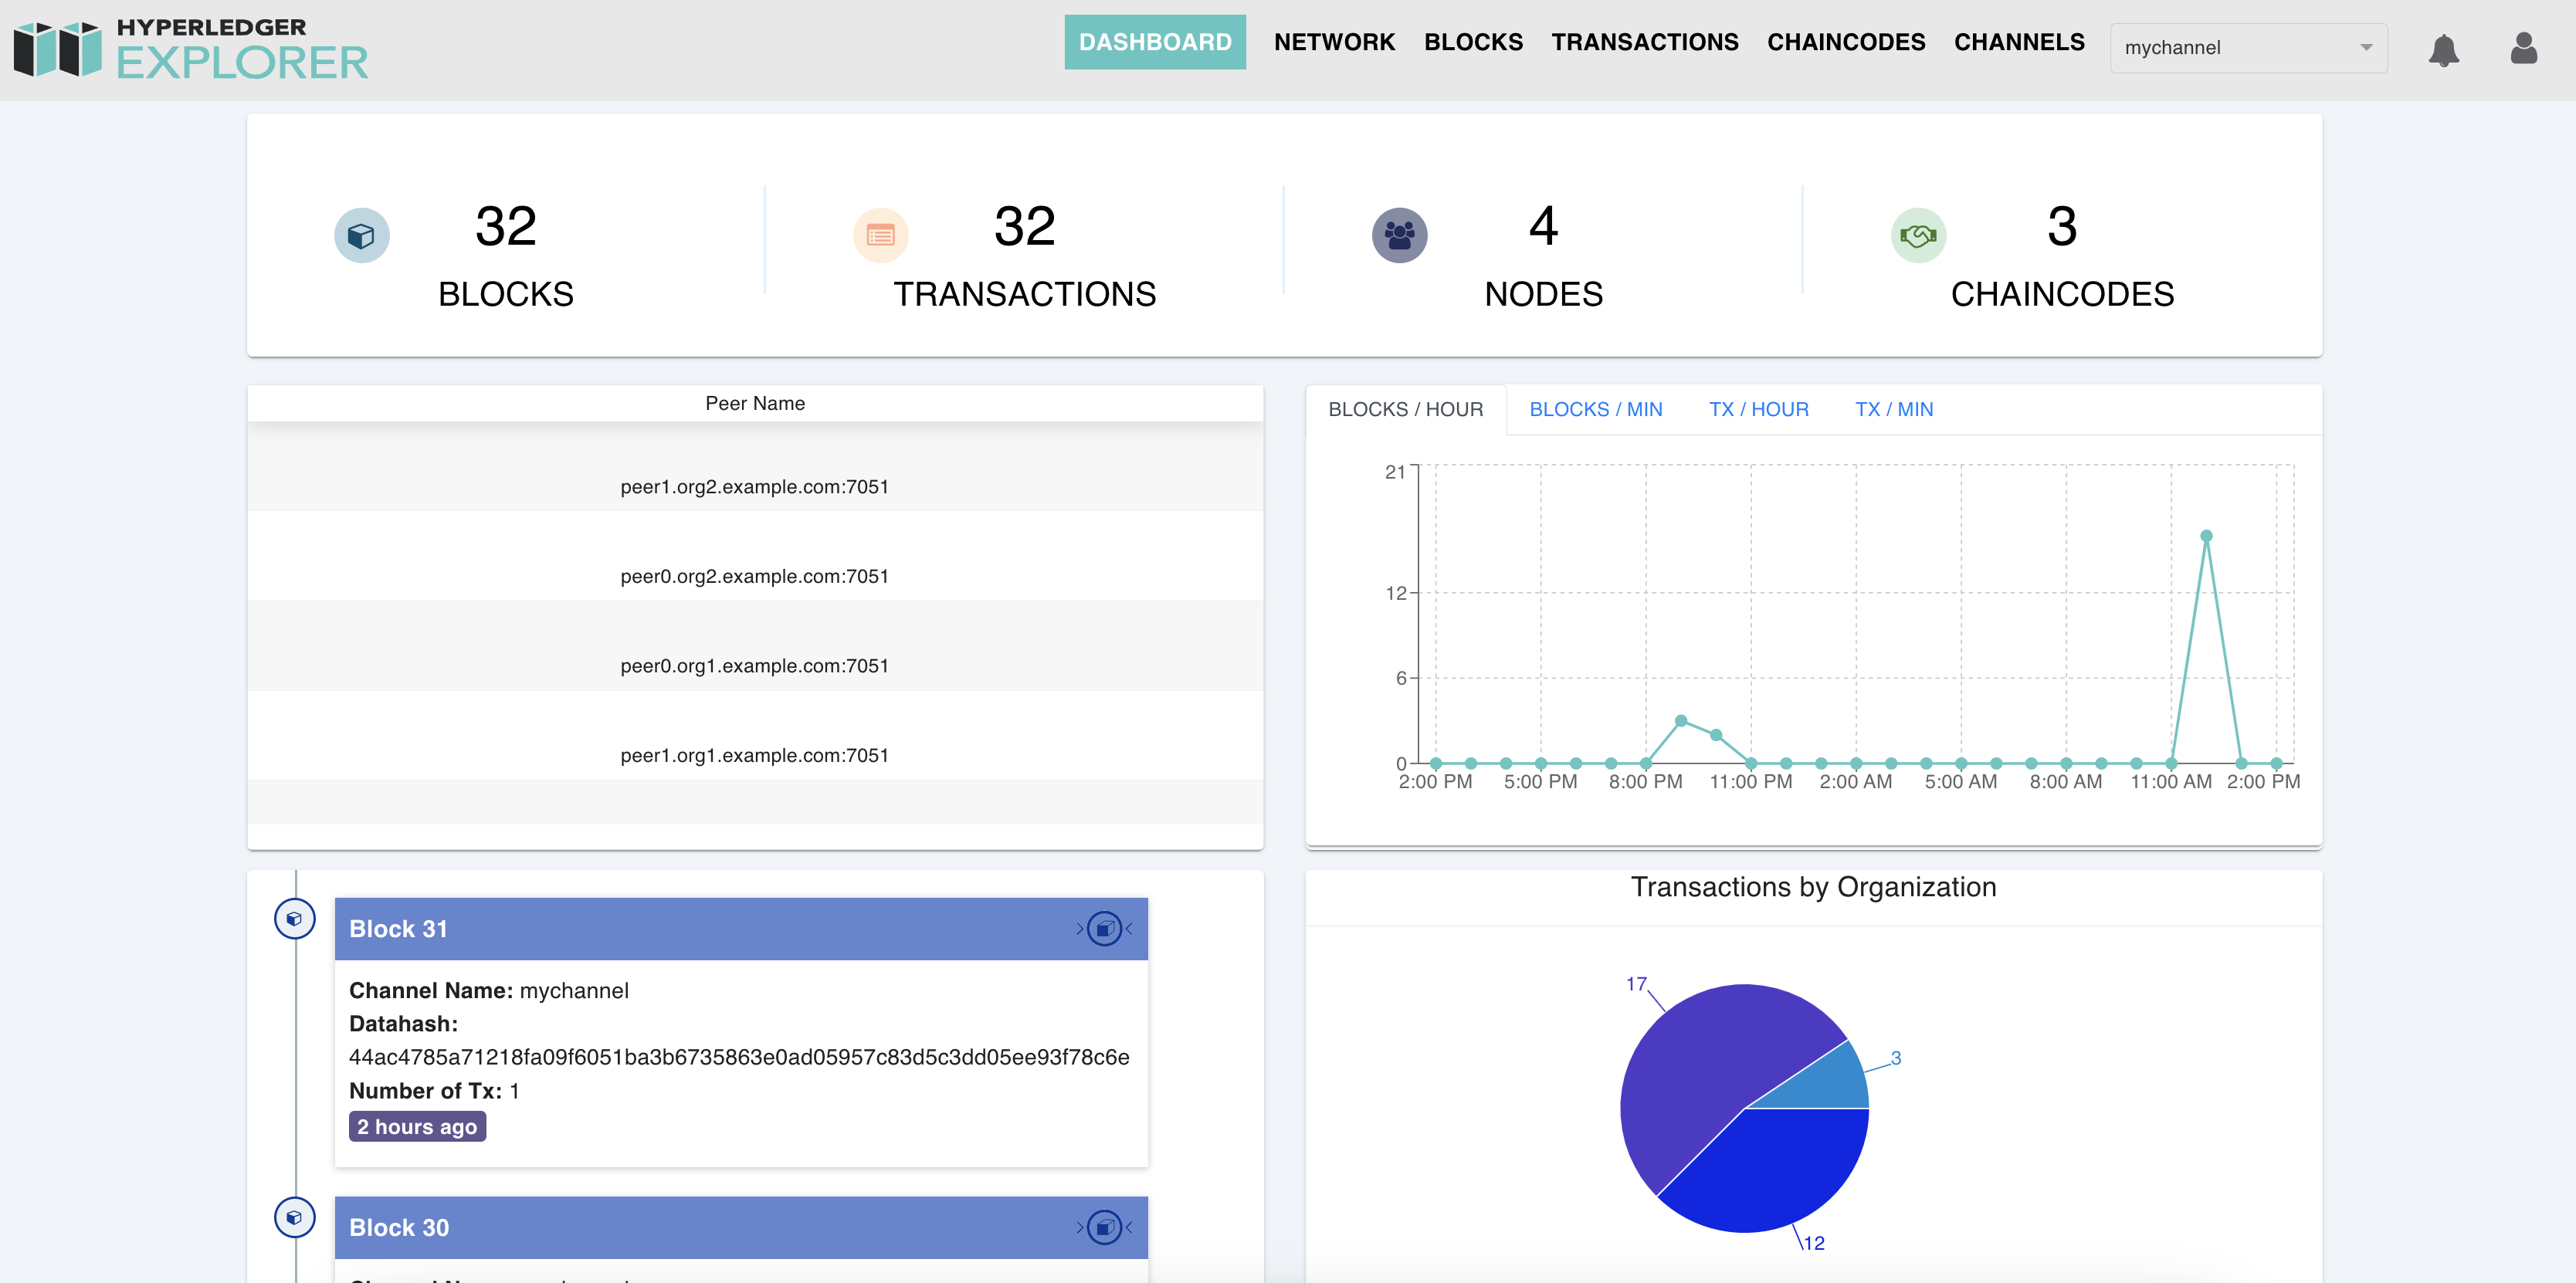 HYPERLEDGER
EXPLORER
DASHBOARD NETWORK BLOCKS TRANSACTIONS CHAINCODES CHANNELS mychannel
32
BLOCKS
32
TRANSACTIONS
4
NODES
3
CHAINCODES
Peer Name
peer1.org2.example.com:7051
peer0.org2.example.com:7051
peer0.org1.example.com:7051
peer1.org1.example.com:7051
BLOCKS / HOUR BLOCKS / MIN TX / HOUR TX / MIN
21
12
6
0
2:00 PM 5:00 PM 8:00 PM 11:00 PM 2:00 AM 5:00 AM 8:00 AM 11:00 AM 2:00 PM
Block 31
Channel Name: mychannel
Datahash:
44ac4785a71218fa09f6051ba3b6735863e0ad05957c83d5c3dd05ee93f78c6e
Number of Tx: 1
2 hours ago
Block 30
Transactions by Organization
17
3
12